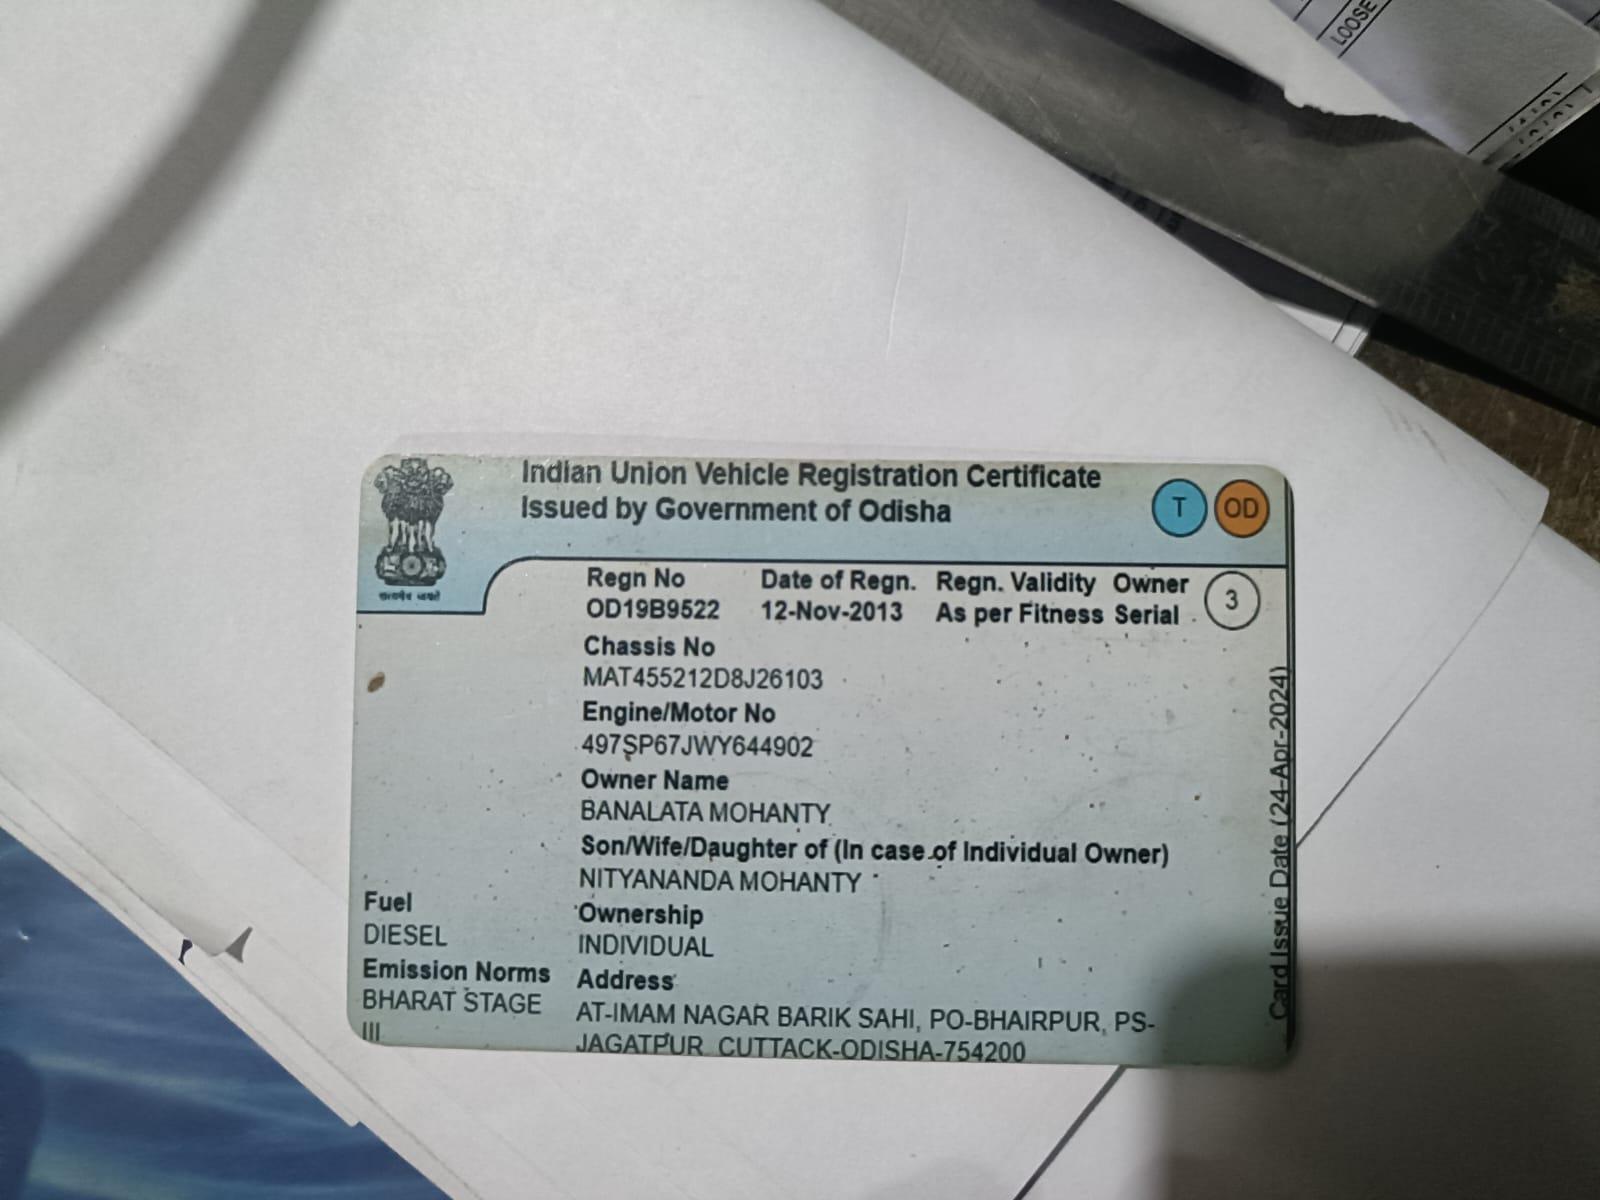 LOOSE
Indian Union Vehicle Registration Certificate
Issued by Government of Odisha
T OD
सत्यमेव जयते
Regn No Date of Regn. Regn. Validity Owner
OD19B9522 12-Nov-2013 As per Fitness Serial 3
Chassis No
MAT455212D8J26103
Engine/Motor No
497SP67JWY644902
Owner Name
BANALATA MOHANTY
Son/Wife/Daughter of (In case of Individual Owner)
NITYANANDA MOHANTY
Fuel
DIESEL
Emission Norms
BHARAT STAGE
III
Ownership
INDIVIDUAL
Address
AT-IMAM NAGAR BARIK SAHI, PO-BHAIRPUR, PS-
JAGATPUR CUTTACK-ODISHA-754200
Card Issue Date (24-Apr-2024)